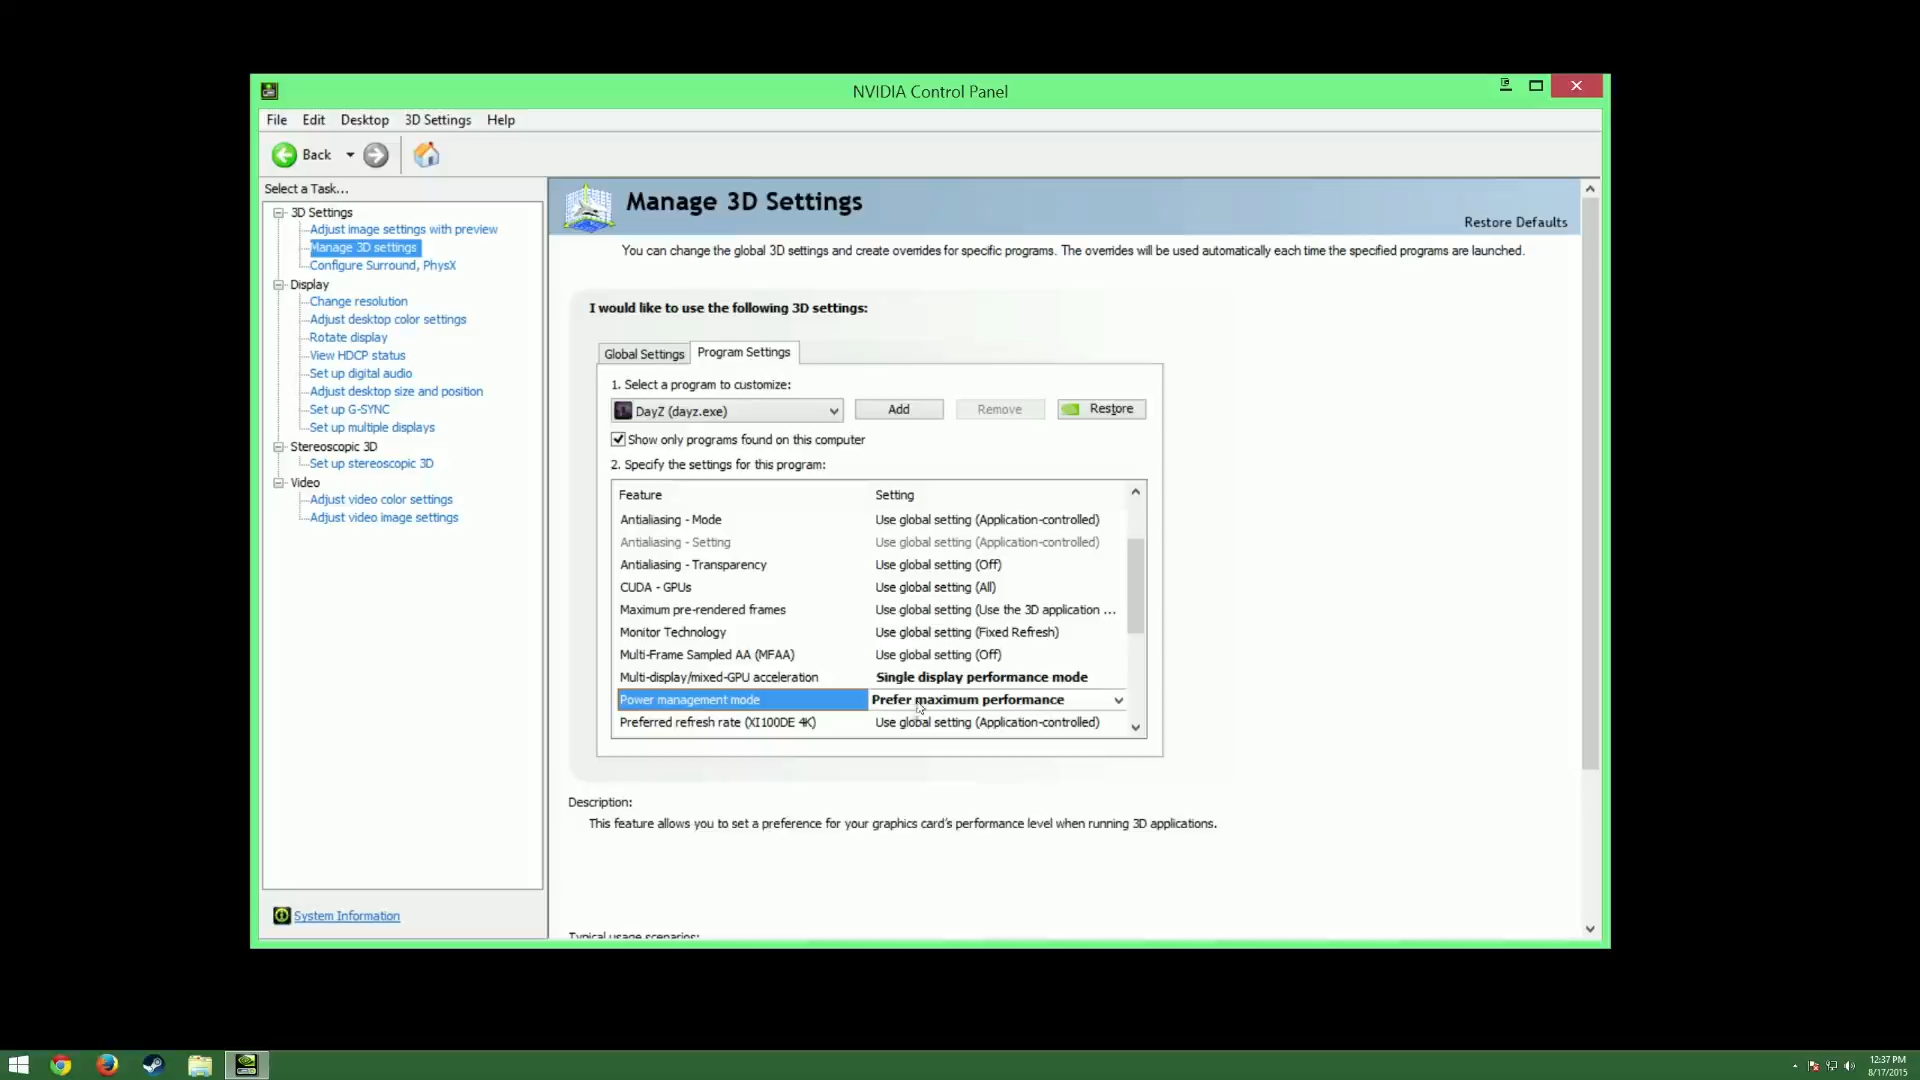 NVIDIA Control Panel
File Edit Desktop 3D Settings Help
Back
Select a Task...
3D Settings
Adjust image settings with preview
Manage 3D settings
Configure Surround, PhysX
Display
Change resolution
Adjust desktop color settings
Rotate display
View HDCP status
Set up digital audio
Adjust desktop size and position
Set up G-SYNC
Set up multiple displays
Stereoscopic 3D
Set up stereoscopic 3D
Video
Adjust video color settings
Adjust video image settings
System Information
Manage 3D Settings
Restore Defaults
You can change the global 3D settings and create overrides for specific programs. The overrides will be used automatically each time the specified programs are launched.
I would like to use the following 3D settings:
Global Settings Program Settings
1. Select a program to customize:
DayZ (dayz.exe) Add Remove Restore
Show only programs found on this computer
2. Specify the settings for this program:
Feature Setting
Antialiasing - Mode Use global setting (Application-controlled)
Antialiasing - Setting Use global setting (Application-controlled)
Antialiasing - Transparency Use global setting (Off)
CUDA - GPUs Use global setting (All)
Maximum pre-rendered frames Use global setting (Use the 3D application ...
Monitor Technology Use global setting (Fixed Refresh)
Multi-Frame Sampled AA (MFAA) Use global setting (Off)
Multi-display/mixed-GPU acceleration Single display performance mode
Power management mode Prefer maximum performance
Preferred refresh rate (XI100DE 4K) Use global setting (Application-controlled)
Description:
This feature allows you to set a preference for your graphics card's performance level when running 3D applications.
Typical usage scenarios:
12:37 PM
8/17/2015